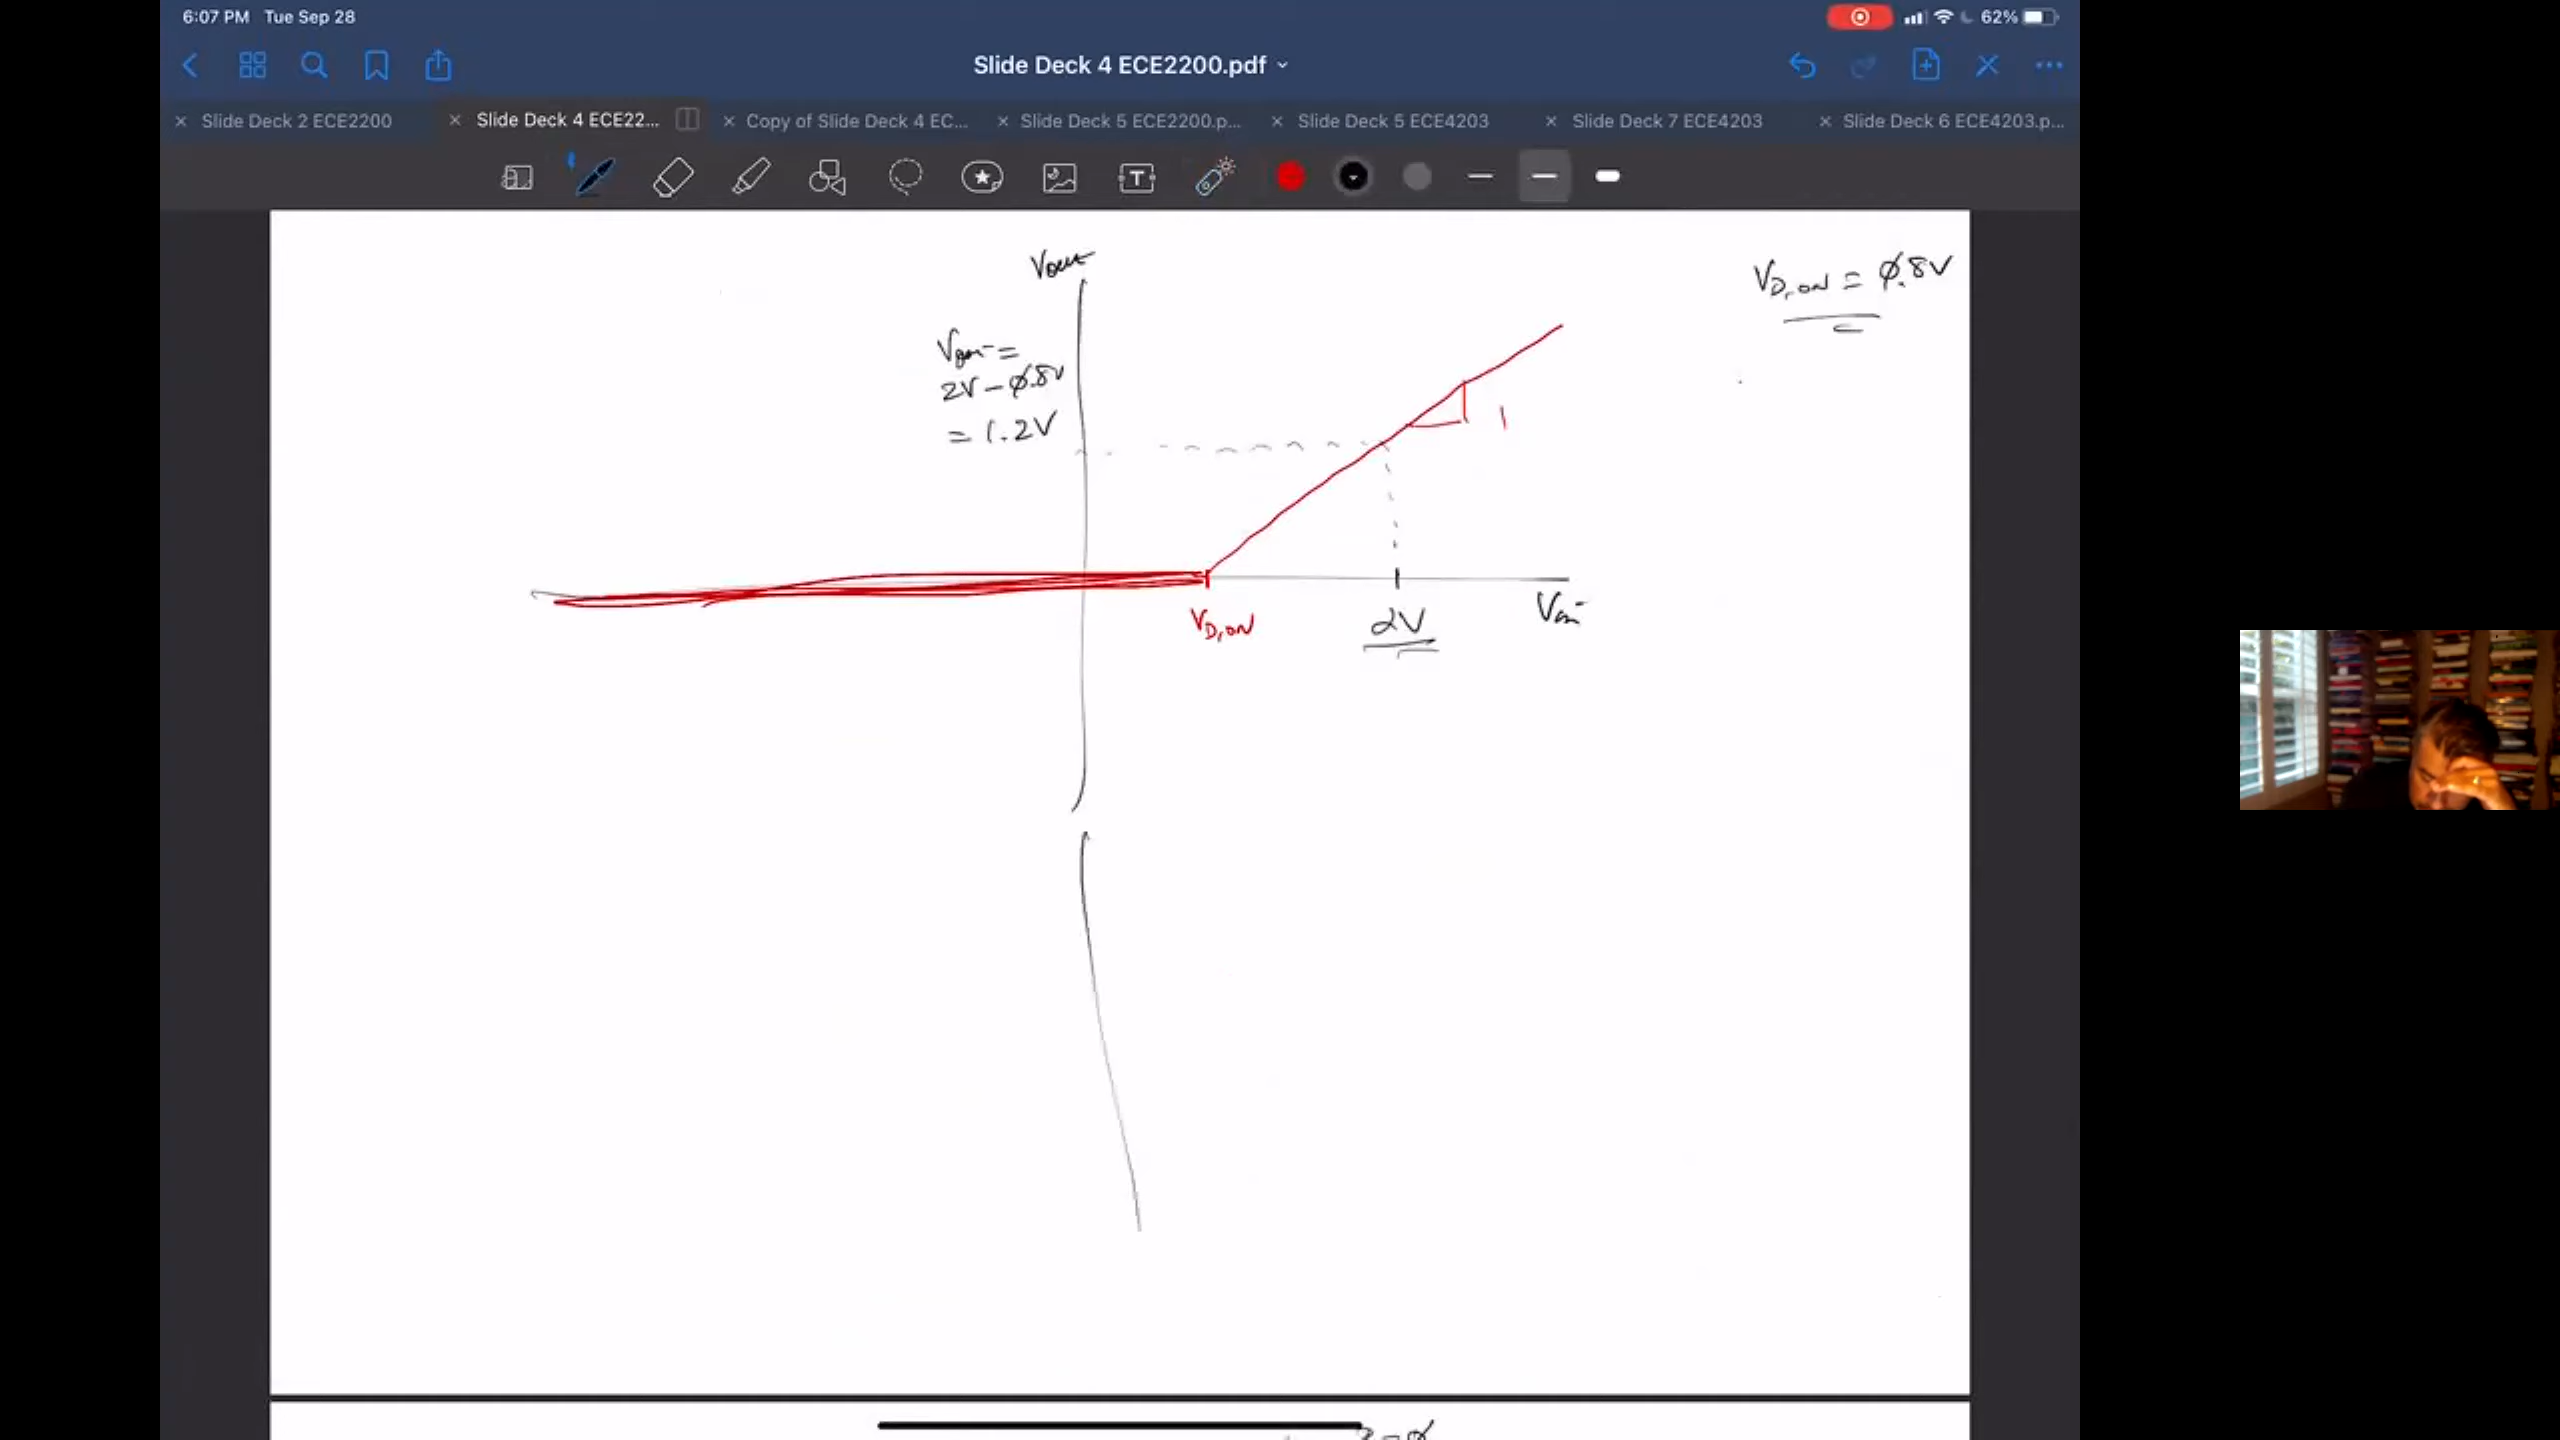 6:07 PM Tue Sep 28
62%
Slide Deck 4 ECE2200.pdf
Slide Deck 2 ECE2200
Slide Deck 4 ECE22...
Copy of Slide Deck 4 EC...
Slide Deck 5 ECE2200.p...
Slide Deck 5 ECE4203
Slide Deck 7 ECE4203
Slide Deck 6 ECE4203.p...
Vout
VD,ON = 0.8V
Vout =
2V - 0.8V
= 1.2V
1
VD,ON
2V
Vin